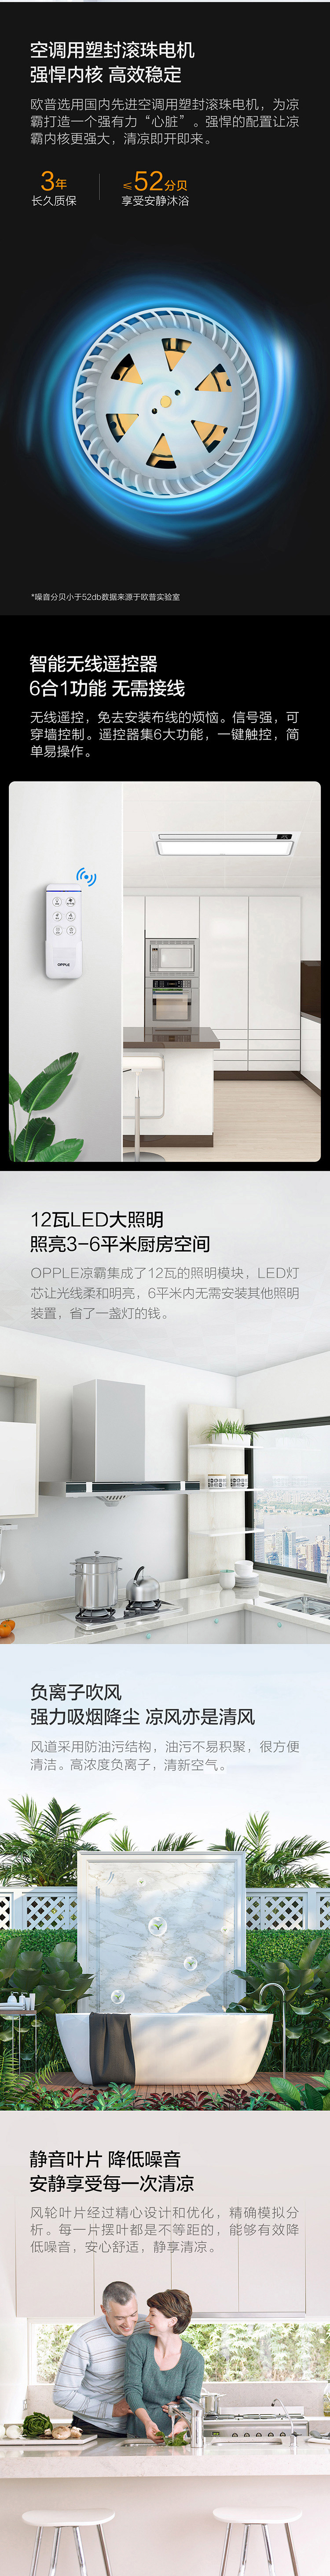 空调用塑封滚珠电机
强悍内核 高效稳定
欧普选用国内先进空调用塑封滚珠电机，为凉
霸打造一个强有力“心脏”。强悍的配置让凉
霸内核更强大，清凉即开即来。
3年
长久质保
≤52分贝
享受安静沐浴
*噪音分贝小于52db数据来源于欧普实验室
智能无线遥控器
6合1功能 无需接线
无线遥控，免去安装布线的烦恼。信号强，可
穿墙控制。遥控器集6大功能，一键触控，简
单易操作。
OPPLE
12瓦LED大照明
照亮3-6平米厨房空间
OPPLE凉霸集成了12瓦的照明模块，LED灯
芯让光线柔和明亮，6平米内无需安装其他照明
装置，省了一盏灯的钱。
负离子吹风
强力吸烟降尘 凉风亦是清风
风道采用防油污结构，油污不易积聚，很方便
清洁。高浓度负离子，清新空气。
静音叶片 降低噪音
安静享受每一次清凉
风轮叶片经过精心设计和优化，精确模拟分
析。每一片摆叶都是不等距的，能够有效降
低噪音，安心舒适，静享清凉。